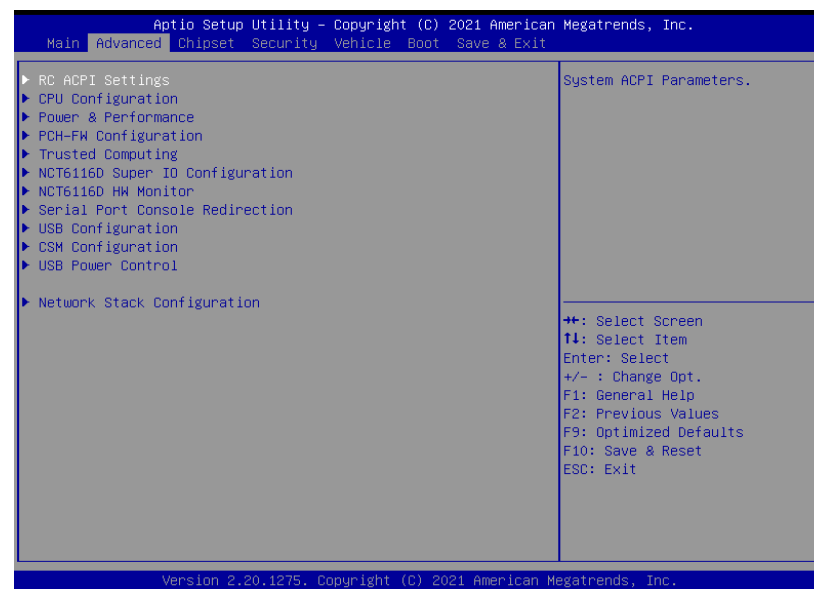 Aptio Setup Utility – Copyright (C) 2021 American Megatrends, Inc.
Main Advanced Chipset Security Vehicle Boot Save & Exit
▶ RC ACPI Settings
▶ CPU Configuration
▶ Power & Performance
▶ PCH-FW Configuration
▶ Trusted Computing
▶ NCT6116D Super IO Configuration
▶ NCT6116D HW Monitor
▶ Serial Port Console Redirection
▶ USB Configuration
▶ CSM Configuration
▶ USB Power Control
▶ Network Stack Configuration
System ACPI Parameters.
→←: Select Screen
↑↓: Select Item
Enter: Select
+/- : Change Opt.
F1: General Help
F2: Previous Values
F9: Optimized Defaults
F10: Save & Reset
ESC: Exit
Version 2.20.1275. Copyright (C) 2021 American Megatrends, Inc.